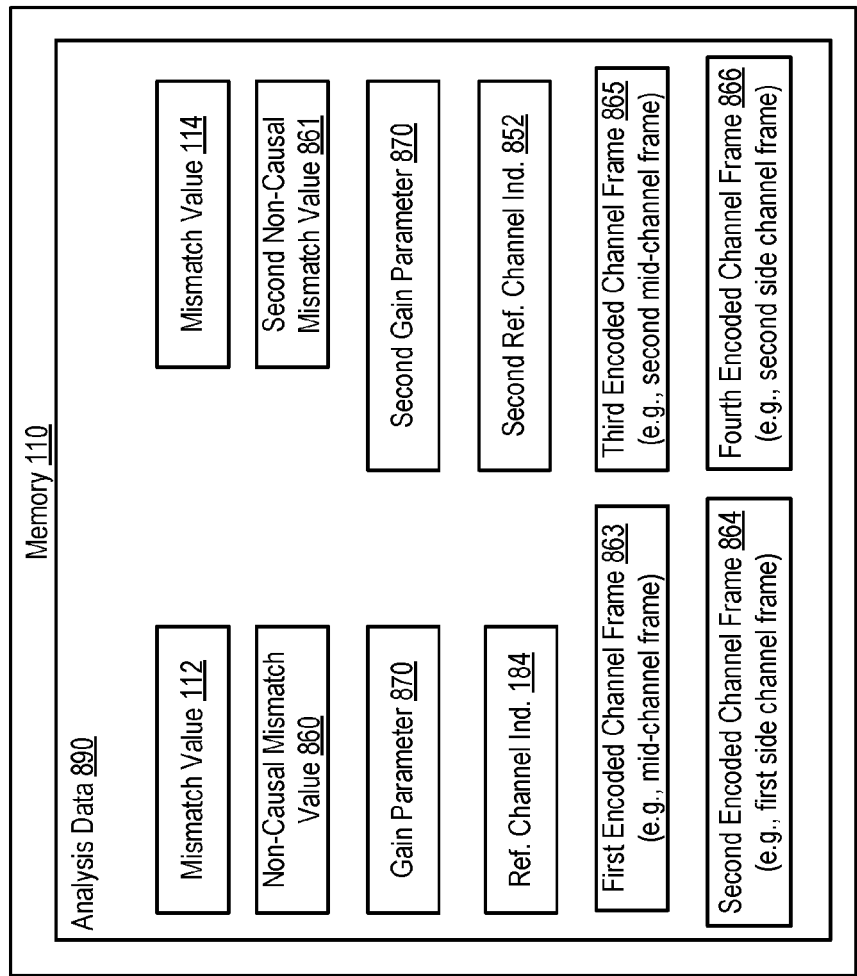 Memory 110
Analysis Data 890
Mismatch Value 112
Mismatch Value 114
Non-Causal Mismatch
Value 860
Second Non-Causal
Mismatch Value 861
Gain Parameter 870
Second Gain Parameter 870
Ref. Channel Ind. 184
Second Ref. Channel Ind. 852
First Encoded Channel Frame 863
(e.g., mid-channel frame)
Third Encoded Channel Frame 865
(e.g., second mid-channel frame)
Second Encoded Channel Frame 864
(e.g., first side channel frame)
Fourth Encoded Channel Frame 866
(e.g., second side channel frame)